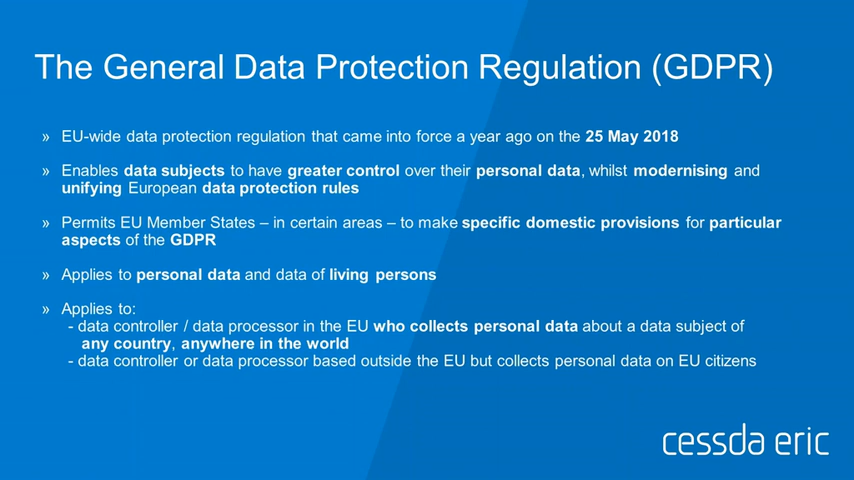 The General Data Protection Regulation (GDPR)
» EU-wide data protection regulation that came into force a year ago on the 25 May 2018
» Enables data subjects to have greater control over their personal data, whilst modernising and
unifying European data protection rules
» Permits EU Member States – in certain areas – to make specific domestic provisions for particular
aspects of the GDPR
» Applies to personal data and data of living persons
» Applies to:
- data controller / data processor in the EU who collects personal data about a data subject of
any country, anywhere in the world
- data controller or data processor based outside the EU but collects personal data on EU citizens
cessda eric